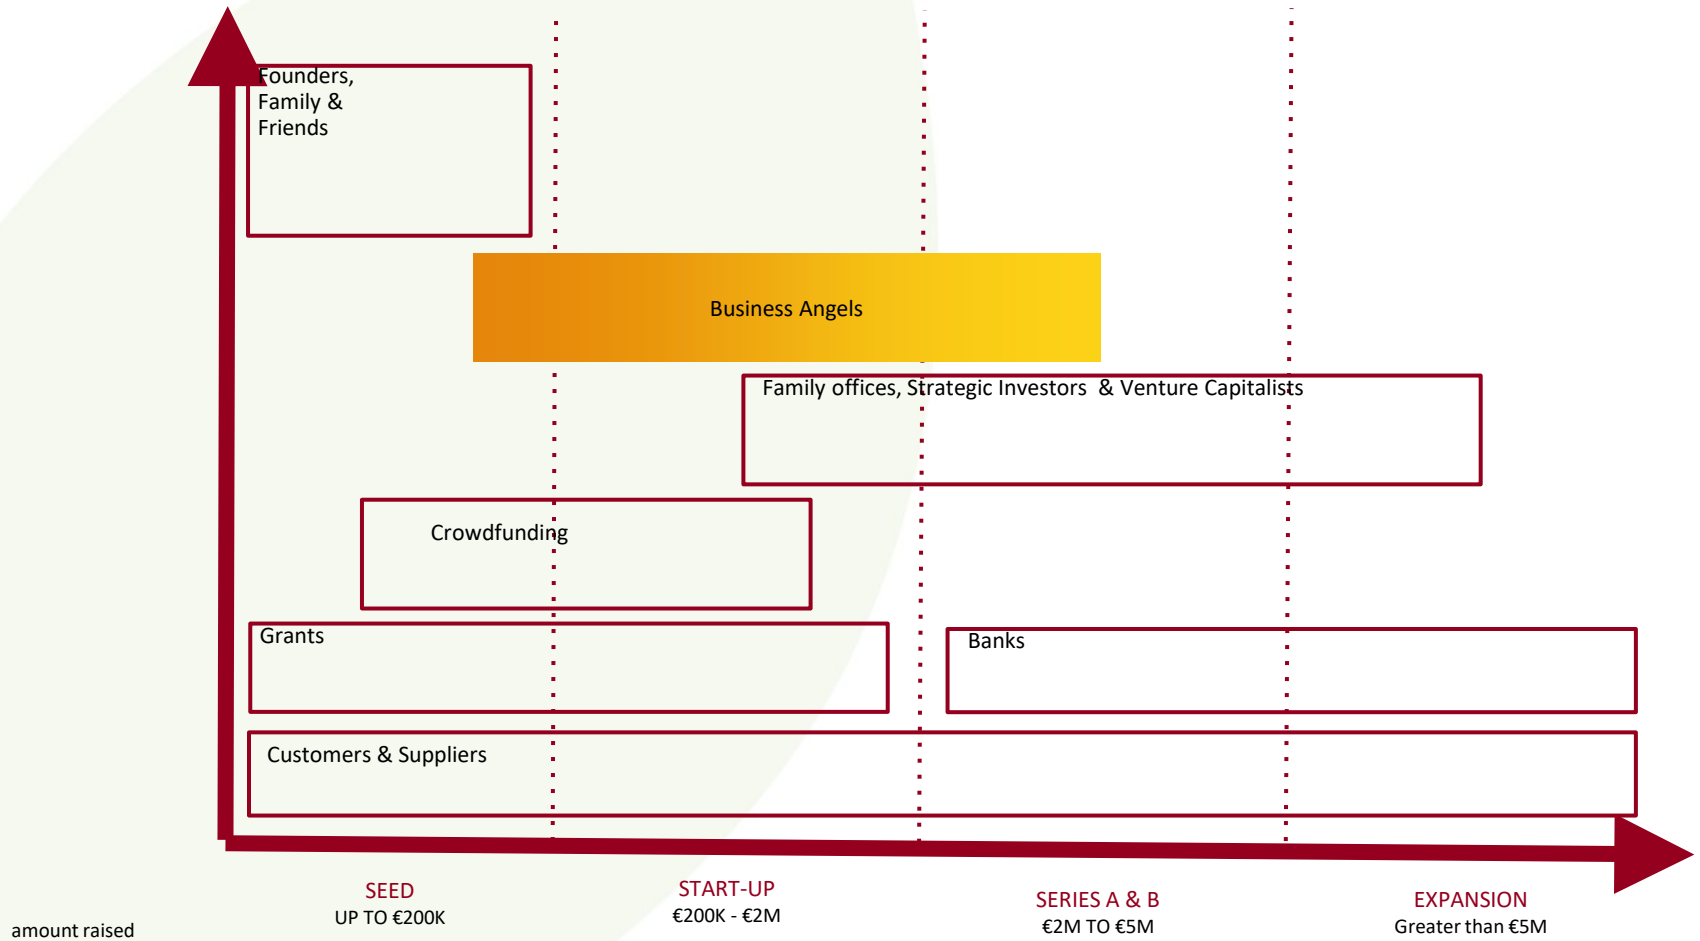 Founders,
Family &
Friends
Business Angels
Family offices, Strategic Investors & Venture Capitalists
Crowdfunding
Grants
Banks
Customers & Suppliers
SEED
UP TO €200K
START-UP
€200K - €2M
SERIES A & B
€2M TO €5M
EXPANSION
Greater than €5M
amount raised